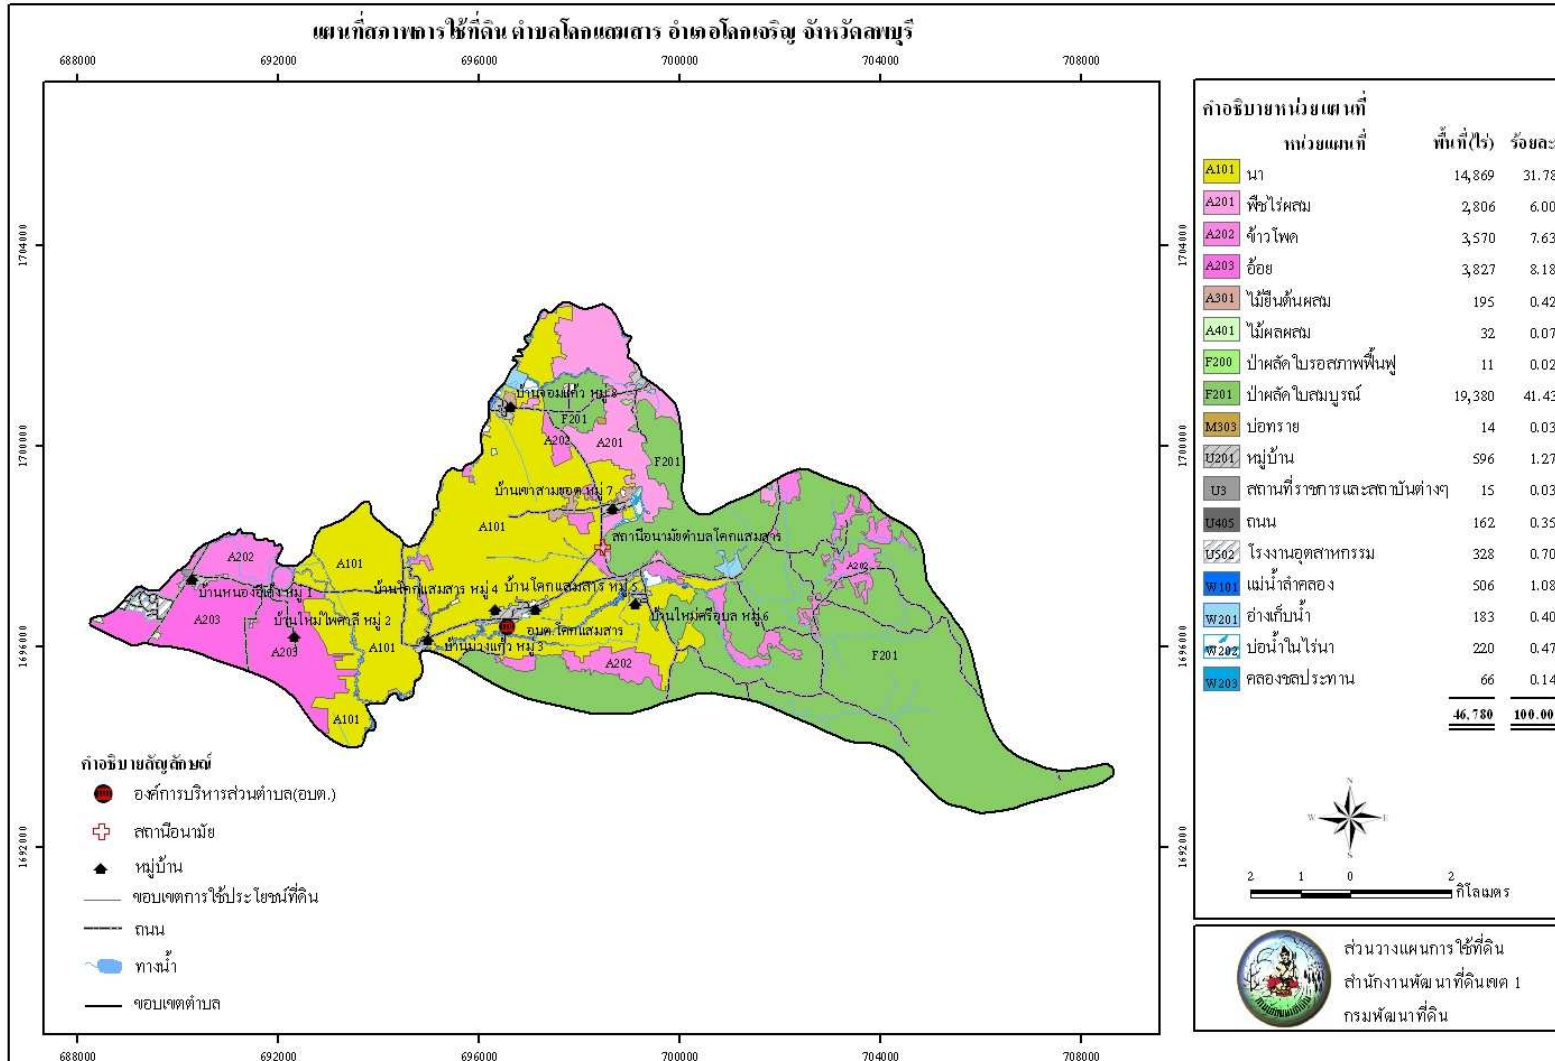 แผนที่สภาพการใช้ที่ดิน ตำบลโคกแสมสาร อำเภอโคกเจริญ จังหวัดลพบุรี
688000 692000 696000 700000 704000 708000
1704000 1704000
1700000 1700000
1696000 1696000
1692000 1692000
บ้านจอมแก้ว หมู่ 8
F201
A202
A201
F201
บ้านเขาสามยอด หมู่ 7
A101
สถานีอนามัยตำบลโคกแสมสาร
A202
A101
A202
บ้านหนองอีเก้ง หมู่ 1
บ้านโคกแสมสาร หมู่ 4
บ้านโคกแสมสาร หมู่ 5
บ้านใหม่ศรีอุบล หมู่ 6
A203
บ้านใหม่ไพศาลี หมู่ 2
อบต.โคกแสมสาร
A203
A101
บ้านบางแก้ว หมู่ 3
A202
F201
A101
คำอธิบายสัญลักษณ์
องค์การบริหารส่วนตำบล(อบต.)
สถานีอนามัย
หมู่บ้าน
ขอบเขตการใช้ประโยชน์ที่ดิน
ถนน
ทางน้ำ
ขอบเขตตำบล
688000 692000 696000 700000 704000 708000
คำอธิบายหน่วยแผนที่
หน่วยแผนที่ พื้นที่(ไร่) ร้อยละ
A101 นา 14,869 31.78
A201 พืชไร่ผสม 2,806 6.00
A202 ข้าวโพด 3,570 7.63
A203 อ้อย 3,827 8.18
A301 ไม้ยืนต้นผสม 195 0.42
A401 ไม้ผลผสม 32 0.07
F200 ป่าผลัดใบรอสภาพฟื้นฟู 11 0.02
F201 ป่าผลัดใบสมบูรณ์ 19,380 41.43
M303 บ่อทราย 14 0.03
U201 หมู่บ้าน 596 1.27
U3 สถานที่ราชการและสถาบันต่างๆ 15 0.03
U405 ถนน 162 0.35
U502 โรงงานอุตสาหกรรม 328 0.70
W101 แม่น้ำลำคลอง 506 1.08
W201 อ่างเก็บน้ำ 183 0.40
W202 บ่อน้ำในไร่นา 220 0.47
W203 คลองชลประทาน 66 0.14
46,780 100.00
N
W E
S
2 1 0 2
กิโลเมตร
ส่วนวางแผนการใช้ที่ดิน
สำนักงานพัฒนาที่ดินเขต 1
กรมพัฒนาที่ดิน
กรมพัฒนาที่ดิน